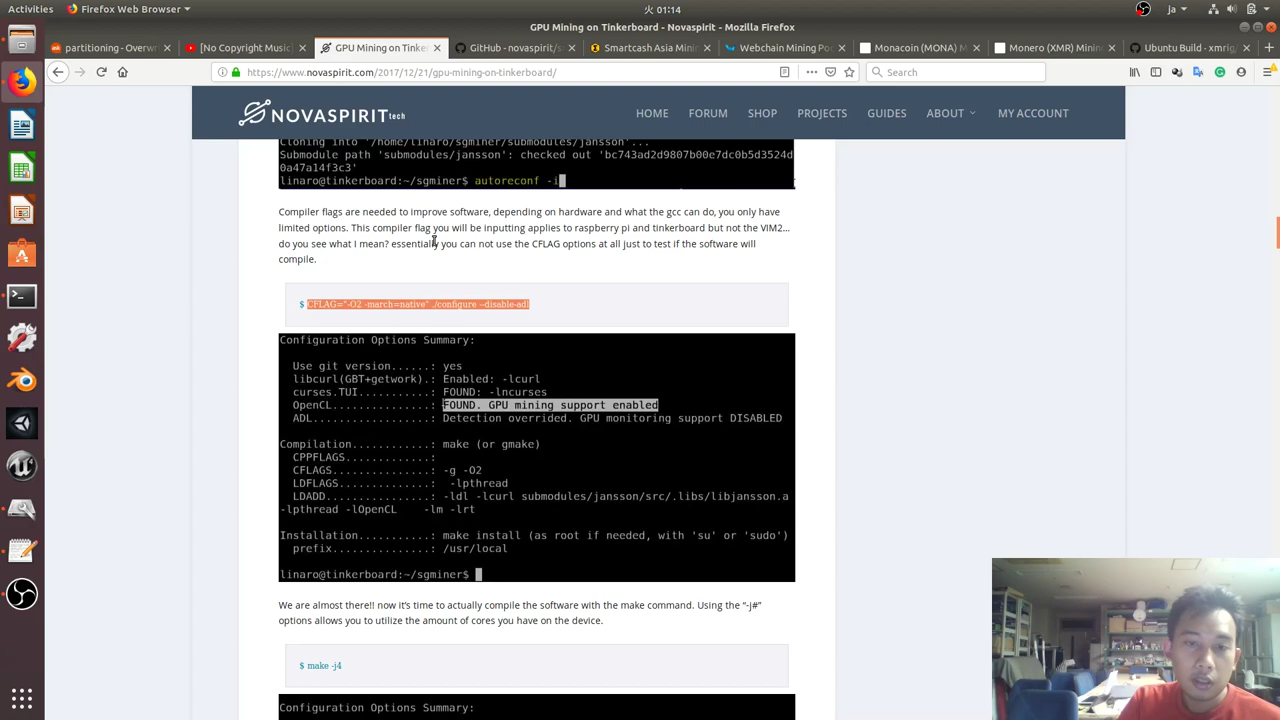 Activities
Firefox Web Browser
火 01:14
ja
GPU Mining on Tinkerboard - Novaspirit - Mozilla Firefox
partitioning - Overw
[No Copyright Music
GPU Mining on Tinke
GitHub - novaspirit/s
Smartcash Asia Mini
Webchain Mining Poo
Monacoin (MONA) M
Monero (XMR) Mining
Ubuntu Build · xmrig
https://www.novaspirit.com/2017/12/21/gpu-mining-on-tinkerboard/
Search
NOVASPIRIT tech
HOME
FORUM
SHOP
PROJECTS
GUIDES
ABOUT
MY ACCOUNT
Cloning into '/home/linaro/sgminer/submodules/jansson'...
Submodule path 'submodules/jansson': checked out 'bc743ad2d9807b00e7dc0b5d3524d
0a47a14f3c3'
linaro@tinkerboard:~/sgminer$ autoreconf -i
Compiler flags are needed to improve software, depending on hardware and what the gcc can do, you only have
limited options. This compiler flag you will be inputting applies to raspberry pi and tinkerboard but not the VIM2…
do you see what I mean? essentially you can not use the CFLAG options at all just to test if the software will
compile.
$ CFLAG="-O2 -march=native" ./configure --disable-adl
Configuration Options Summary:
Use git version......: yes
libcurl(GBT+getwork).: Enabled: -lcurl
curses.TUI...........: FOUND: -lncurses
OpenCL...............: FOUND. GPU mining support enabled
ADL..................: Detection overrided. GPU monitoring support DISABLED
Compilation............: make (or gmake)
CPPFLAGS.............:
CFLAGS...............: -g -O2
LDFLAGS..............: -lpthread
LDADD................: -ldl -lcurl submodules/jansson/src/.libs/libjansson.a
-lpthread -lOpenCL -lm -lrt
Installation...........: make install (as root if needed, with 'su' or 'sudo')
prefix...............: /usr/local
linaro@tinkerboard:~/sgminer$
We are almost there!! now it's time to actually compile the software with the make command. Using the “-j#”
options allows you to utilize the amount of cores you have on the device.
$ make -j4
Configuration Options Summary: